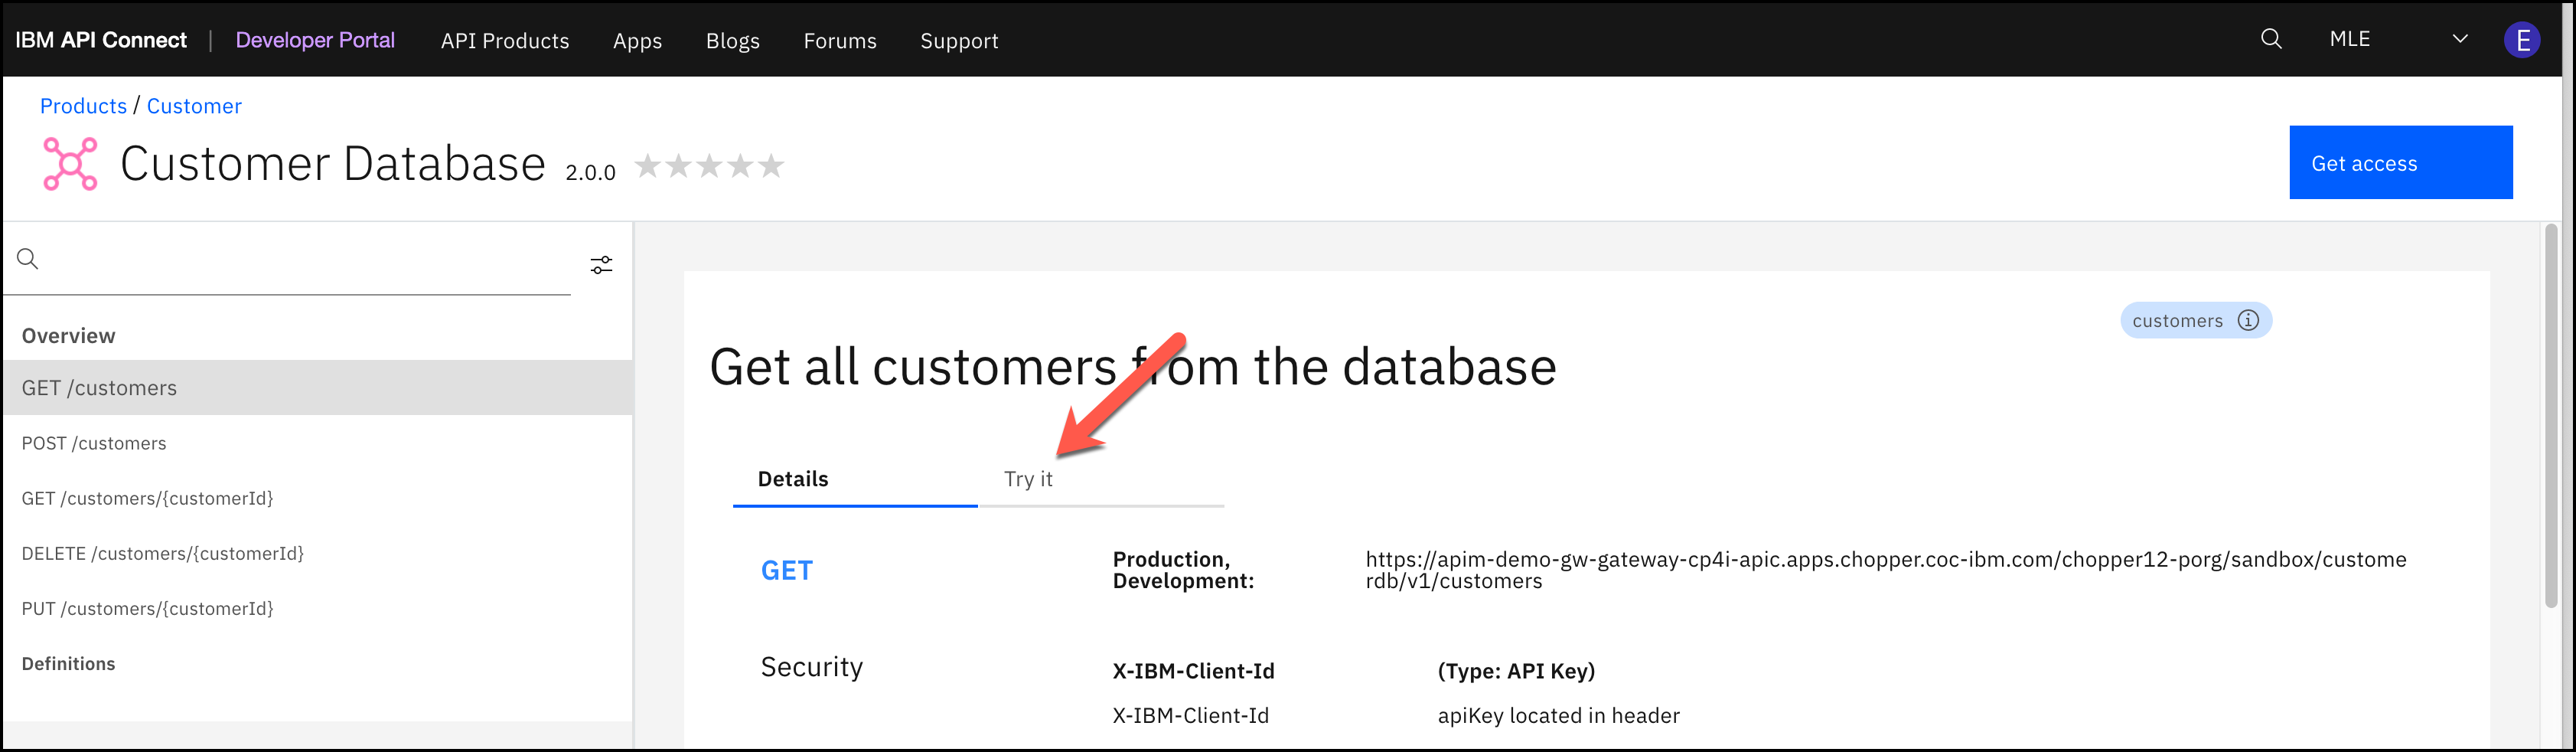 IBM API Connect | Developer Portal API Products Apps Blogs Forums Support MLE E
Products / Customer
Customer Database 2.0.0
Get access
Overview
GET /customers
POST /customers
GET /customers/{customerId}
DELETE /customers/{customerId}
PUT /customers/{customerId}
Definitions
customers
Get all customers from the database
Details Try it
GET
Production,
Development:
https://apim-demo-gw-gateway-cp4i-apic.apps.chopper.coc-ibm.com/chopper12-porg/sandbox/custome
rdb/v1/customers
Security
X-IBM-Client-Id (Type: API Key)
X-IBM-Client-Id apiKey located in header